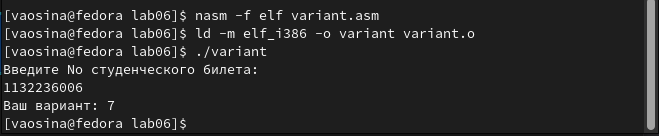 [vaosina@fedora lab06]$ nasm -f elf variant.asm
[vaosina@fedora lab06]$ ld -m elf_i386 -o variant variant.o
[vaosina@fedora lab06]$ ./variant
Введите No студенческого билета:
1132236006
Ваш вариант: 7
[vaosina@fedora lab06]$